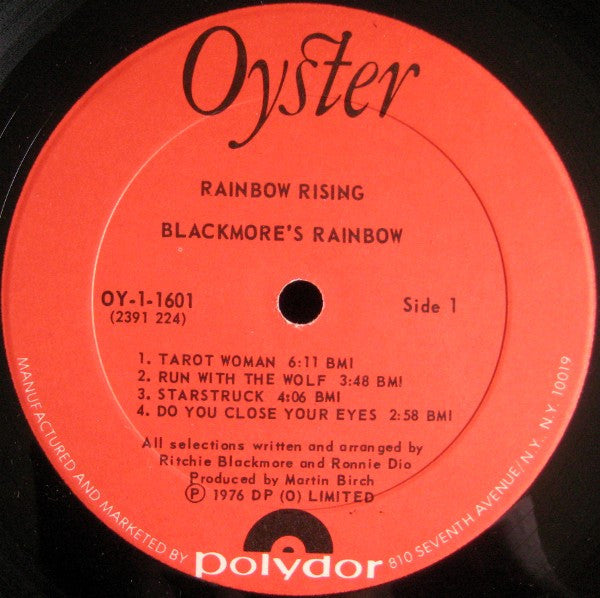 Oyster
RAINBOW RISING
BLACKMORE'S RAINBOW
OY-1-1601
(2391 224)
Side 1
1. TAROT WOMAN 6:11 BMI
2. RUN WITH THE WOLF 3:48 BMI
3. STARSTRUCK 4:06 BMI
4. DO YOU CLOSE YOUR EYES 2:58 BMI
All selections written and arranged by
Ritchie Blackmore and Ronnie Dio
Produced by Martin Birch
Ⓟ 1976 DP (O) LIMITED
MANUFACTURED AND MARKETED BY polydor 810 SEVENTH AVENUE/N.Y. N.Y. 10019